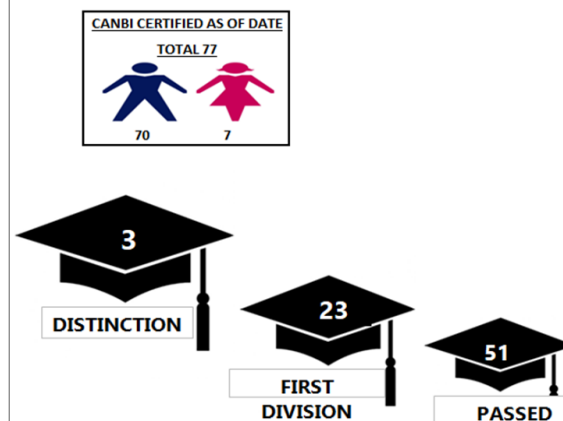 CANBI CERTIFIED AS OF DATE
TOTAL 77
70 7
3
DISTINCTION
23
FIRST
DIVISION
51
PASSED